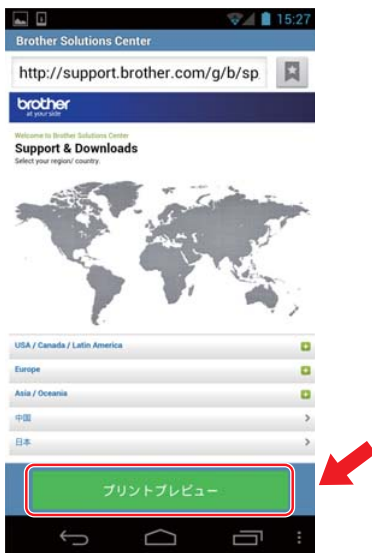 15:27
Brother Solutions Center
http://support.brother.com/g/b/sp
brother
at your side
Welcome to Brother Solutions Center
Support & Downloads
Select your region/ country.
USA / Canada / Latin America
Europe
Asia / Oceania
中国
日本
プリントプレビュー